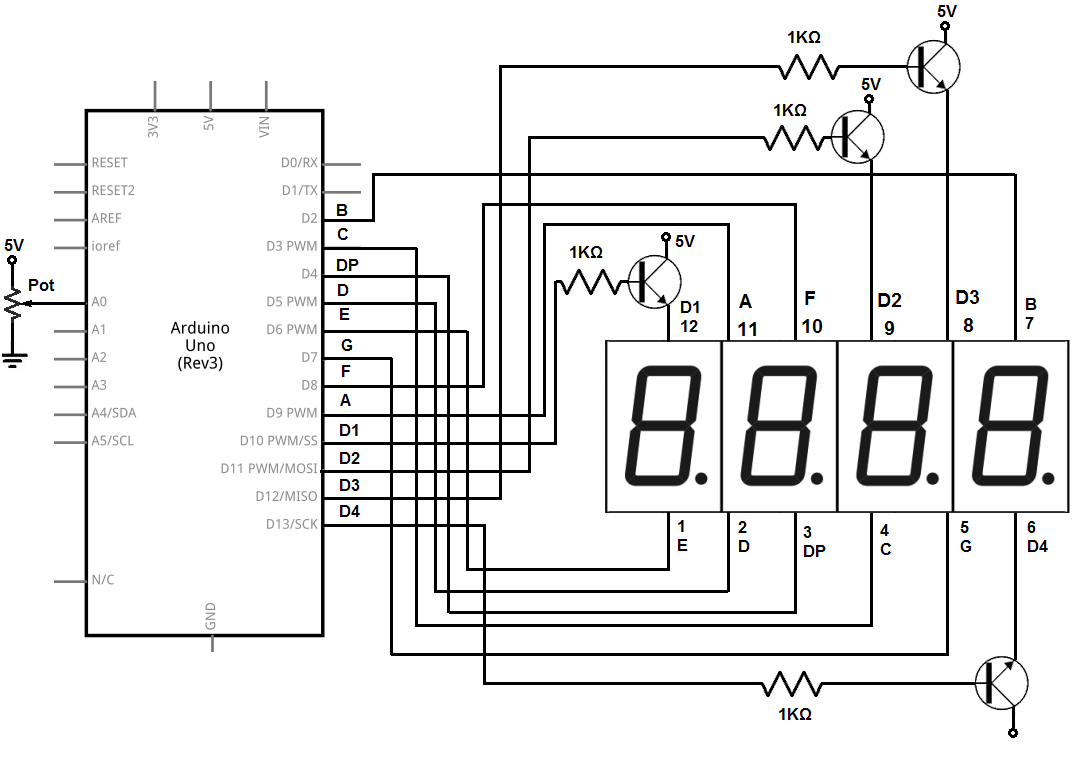 5V
1KΩ
5V
1KΩ
3V3
5V
VIN
RESET
D0/RX
RESET2
D1/TX
AREF
D2
B
ioref
D3 PWM
C
5V
Pot
D4
DP
A0
D5 PWM
D
A1
D6 PWM
E
Arduino
Uno
(Rev3)
A2
D7
G
A3
D8
F
A4/SDA
D9 PWM
A
A5/SCL
D10 PWM/SS
D1
D11 PWM/MOSI
D2
D12/MISO
D3
D13/SCK
D4
N/C
GND
1KΩ
5V
D1
12
A
11
F
10
D2
9
D3
8
B
7
8.
8.
8.
8.
1
E
2
D
3
DP
4
C
5
G
6
D4
1KΩ